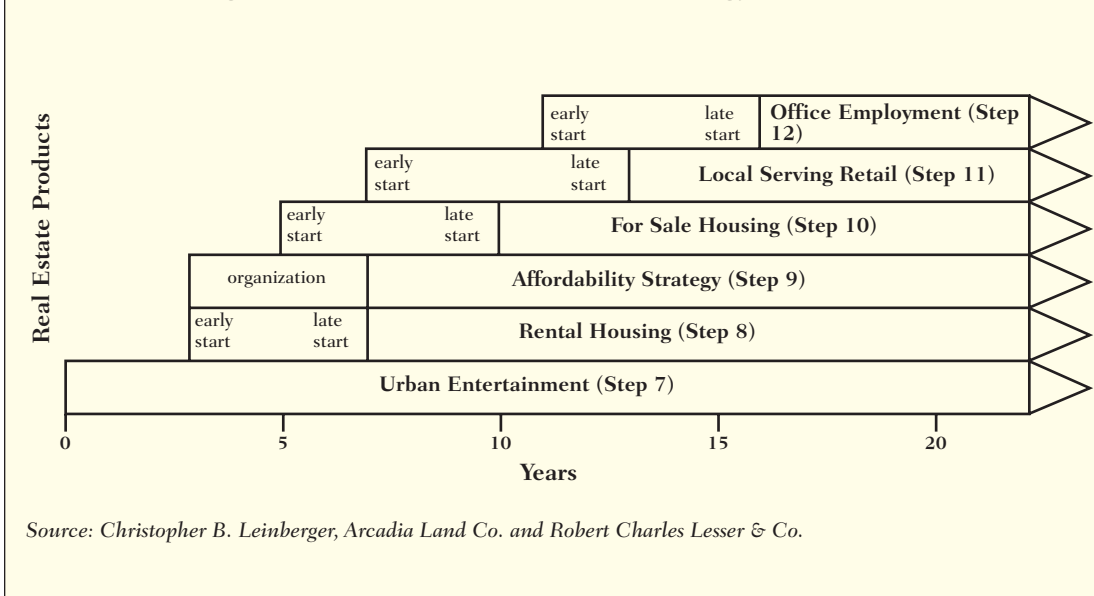 Real Estate Products
early
start
late
start
Office Employment (Step
12)
early
start
late
start
Local Serving Retail (Step 11)
early
start
late
start
For Sale Housing (Step 10)
organization
Affordability Strategy (Step 9)
early
start
late
start
Rental Housing (Step 8)
Urban Entertainment (Step 7)
0 5 10 15 20
Years
Source: Christopher B. Leinberger, Arcadia Land Co. and Robert Charles Lesser & Co.